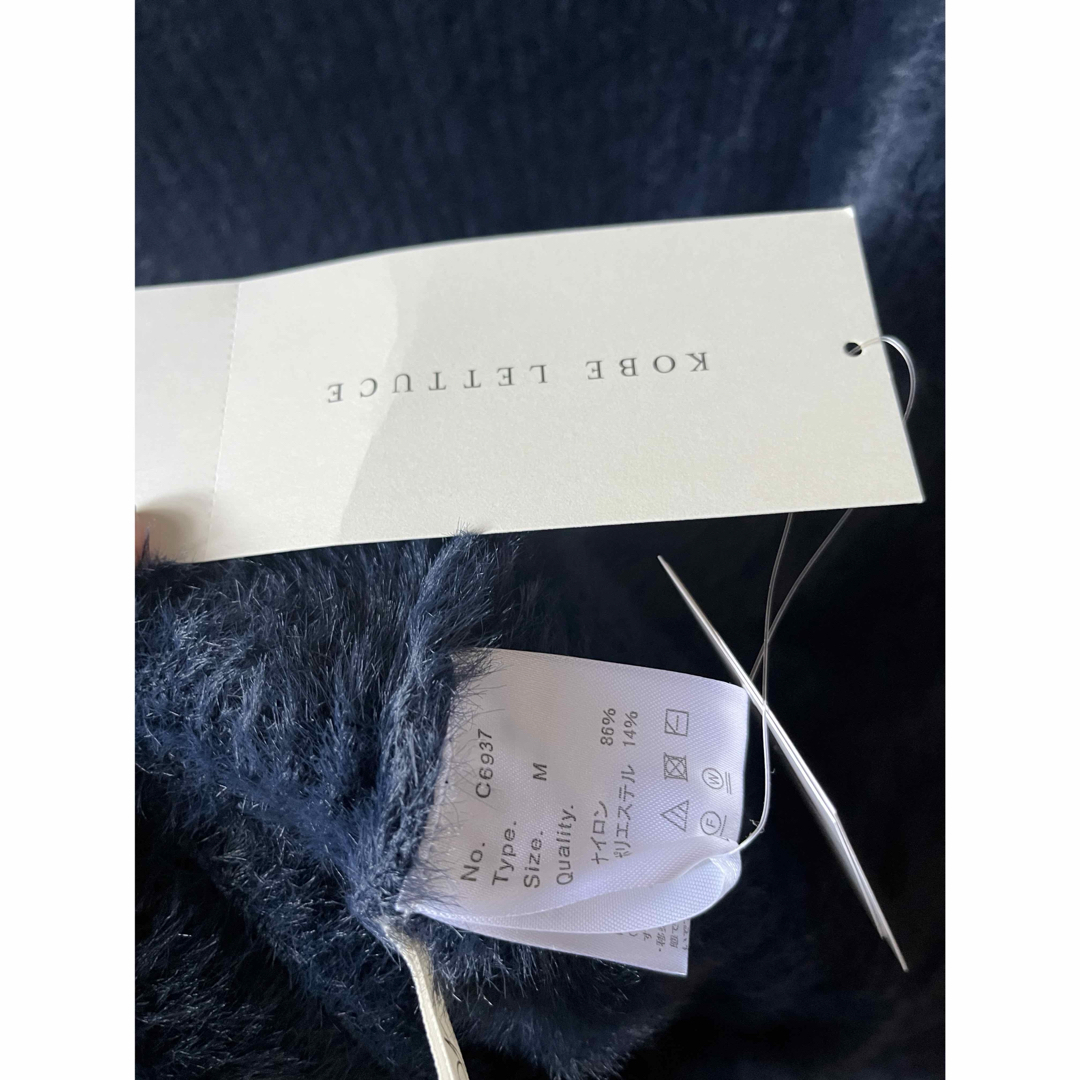 KOBE LETTUCE
No. C6937
Type.
Size. M
Quality.
ナイロン 86%
ポリエステル 14%
F
W